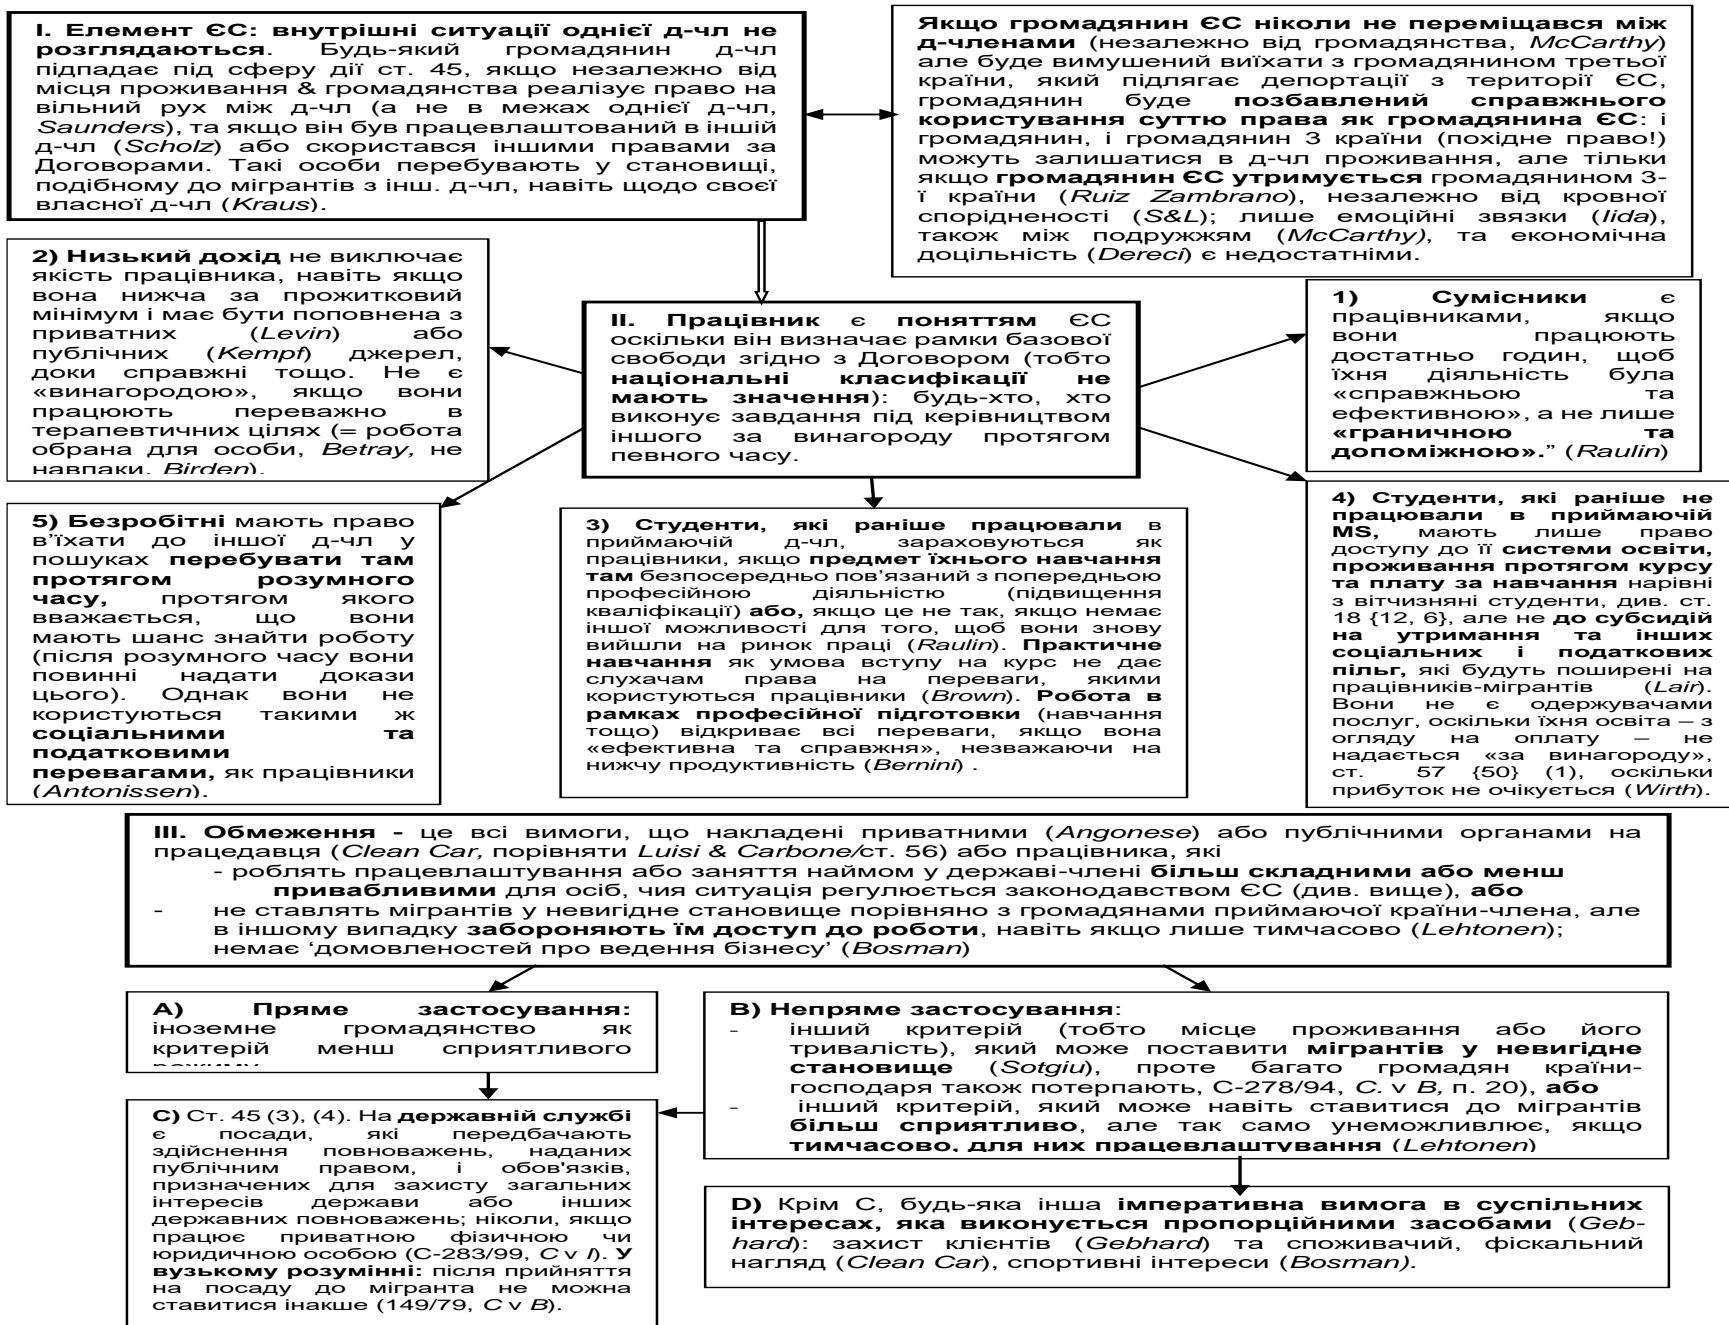 I. Елемент ЄС: внутрішні ситуації однієї д-чл не
розглядаються. Будь-який громадянин д-чл
підпадає під сферу дії ст. 45, якщо незалежно від
місця проживання & громадянства реалізує право на
вільний рух між д-чл (а не в межах однієї д-чл,
Saunders), та якщо він був працевлаштований в іншій
д-чл (Scholz) або скористався іншими правами за
Договорами. Такі особи перебувають у становищі,
подібному до мігрантів з інш. д-чл, навіть щодо своєї
власної д-чл (Kraus).
Якщо громадянин ЄС ніколи не переміщався між
д-членами (незалежно від громадянства, McCarthy)
але буде вимушений виїхати з громадянином третьої
країни, який підлягає депортації з території ЄС,
громадянин буде позбавлений справжнього
користування суттю права як громадянина ЄС: і
громадянин, і громадянин 3 країни (похідне право!)
можуть залишатися в д-чл проживання, але тільки
якщо громадянин ЄС утримується громадянином 3-
ї країни (Ruiz Zambrano), незалежно від кровної
спорідненості (S&L); лише емоційні звязки (Iida),
також між подружжям (McCarthy), та економічна
доцільність (Dereci) є недостатніми.
2) Низький дохід не виключає
якість працівника, навіть якщо
вона нижча за прожитковий
мінімум і має бути поповнена з
приватних (Levin) або
публічних (Kempf) джерел,
доки справжні тощо. Не є
«винагородою», якщо вони
працюють переважно в
терапевтичних цілях (= робота
обрана для особи, Betray, не
навпаки, Birden).
II. Працівник є поняттям ЄС
оскільки він визначає рамки базової
свободи згідно з Договором (тобто
національні класифікації не
мають значення): будь-хто, хто
виконує завдання під керівництвом
іншого за винагороду протягом
певного часу.
1) Сумісники є
працівниками, якщо
вони працюють
достатньо годин, щоб
їхня діяльність була
«справжньою та
ефективною», а не лише
«граничною та
допоміжною».” (Raulin)
5) Безробітні мають право
в’їхати до іншої д-чл у
пошуках перебувати там
протягом розумного
часу, протягом якого
вважається, що вони
мають шанс знайти роботу
(після розумного часу вони
повинні надати докази
цього). Однак вони не
користуються такими ж
соціальними та
податковими
перевагами, як працівники
(Antonissen).
3) Студенти, які раніше працювали в
приймаючій д-чл, зараховуються як
працівники, якщо предмет їхнього навчання
там безпосередньо пов’язаний з попередньою
професійною діяльністю (підвищення
кваліфікації) або, якщо це не так, якщо немає
іншої можливості для того, щоб вони знову
вийшли на ринок праці (Raulin). Практичне
навчання як умова вступу на курс не дає
слухачам права на переваги, якими
користуються працівники (Brown). Робота в
рамках професійної підготовки (навчання
тощо) відкриває всі переваги, якщо вона
«ефективна та справжня», незважаючи на
нижчу продуктивність (Bernini) .
4) Студенти, які раніше не
працювали в приймаючій
MS, мають лише право
доступу до її системи освіти,
проживання протягом курсу
та плату за навчання нарівні
з вітчизняні студенти, див. ст.
18 {12, 6}, але не до субсидій
на утримання та інших
соціальних і податкових
пільг, які будуть поширені на
працівників-мігрантів (Lair).
Вони не є одержувачами
послуг, оскільки їхня освіта – з
огляду на оплату – не
надається «за винагороду»,
ст. 57 {50} (1), оскільки
прибуток не очікується (Wirth).
III. Обмеження - це всі вимоги, що накладені приватними (Angonese) або публічними органами на
працедавця (Clean Car, порівняти Luisi & Carbone/ст. 56) або працівника, які
- роблять працевлаштування або заняття наймом у державі-члені більш складними або менш
привабливими для осіб, чия ситуація регулюється законодавством ЄС (див. вище), або
- не ставлять мігрантів у невигідне становище порівняно з громадянами приймаючої країни-члена, але
в іншому випадку забороняють їм доступ до роботи, навіть якщо лише тимчасово (Lehtonen);
немає ‘домовленостей про ведення бізнесу’ (Bosman)
A) Пряме застосування:
іноземне громадянство як
критерій менш сприятливого
режиму
B) Непряме застосування:
- інший критерій (тобто місце проживання або його
тривалість), який може поставити мігрантів у невигідне
становище (Sotgiu), проте багато громадян країни-
господаря також потерпають, C-278/94, C. v B, п. 20), або
- інший критерій, який може навіть ставитися до мігрантів
більш сприятливо, але так само унеможливлює, якщо
тимчасово, для них працевлаштування (Lehtonen)
C) Ст. 45 (3), (4). На державній службі
є посади, які передбачають
здійснення повноважень, наданих
публічним правом, і обов'язків,
призначених для захисту загальних
інтересів держави або інших
державних повноважень; ніколи, якщо
працює приватною фізичною чи
юридичною особою (C-283/99, C v I). У
вузькому розумінні: після прийняття
на посаду до мігранта не можна
ставитися інакше (149/79, C v B).
D) Крім C, будь-яка інша імперативна вимога в суспільних
інтересах, яка виконується пропорційними засобами (Geb-
hard): захист клієнтів (Gebhard) та споживачий, фіскальний
нагляд (Clean Car), спортивні інтереси (Bosman).